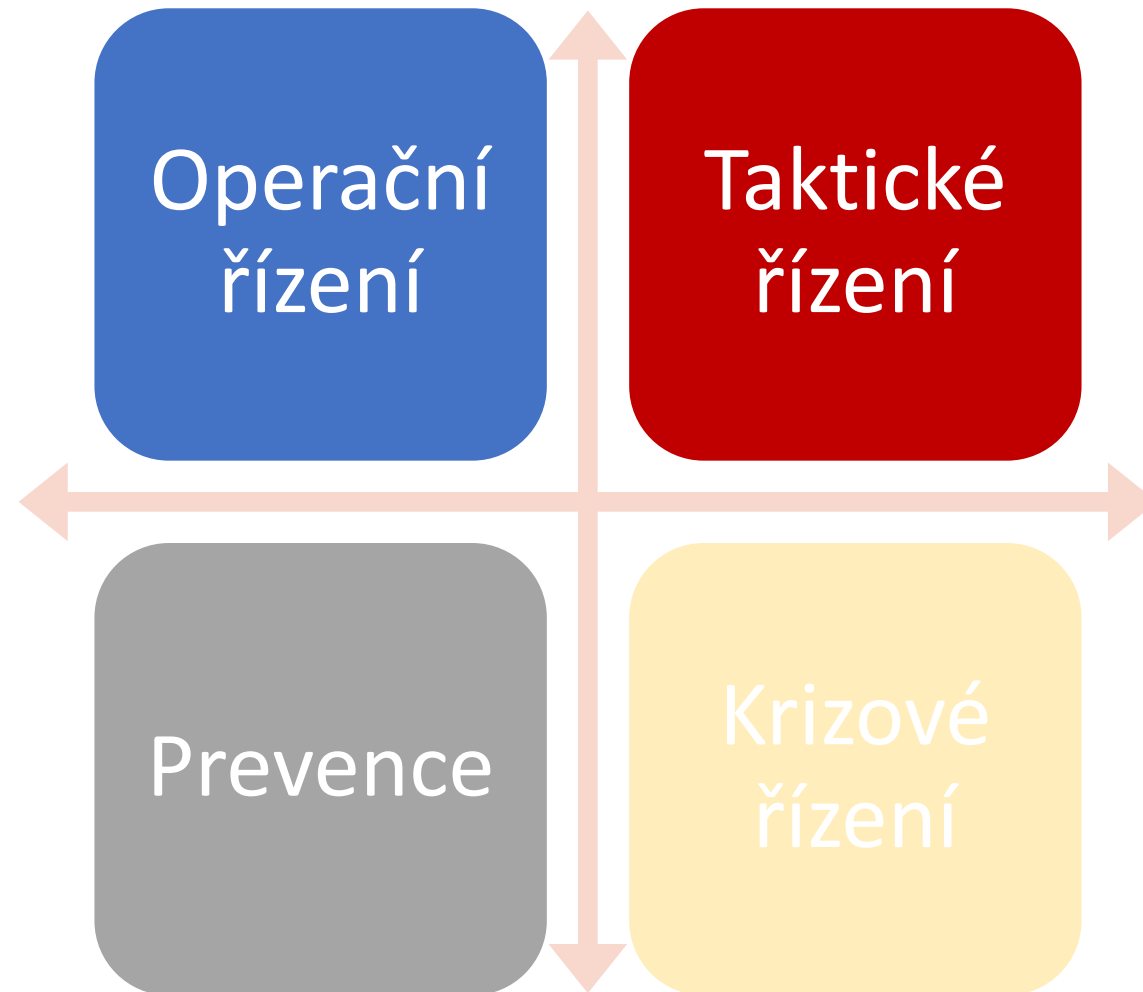 Operační
řízení
Taktické
řízení
Prevence
Krizové
řízení